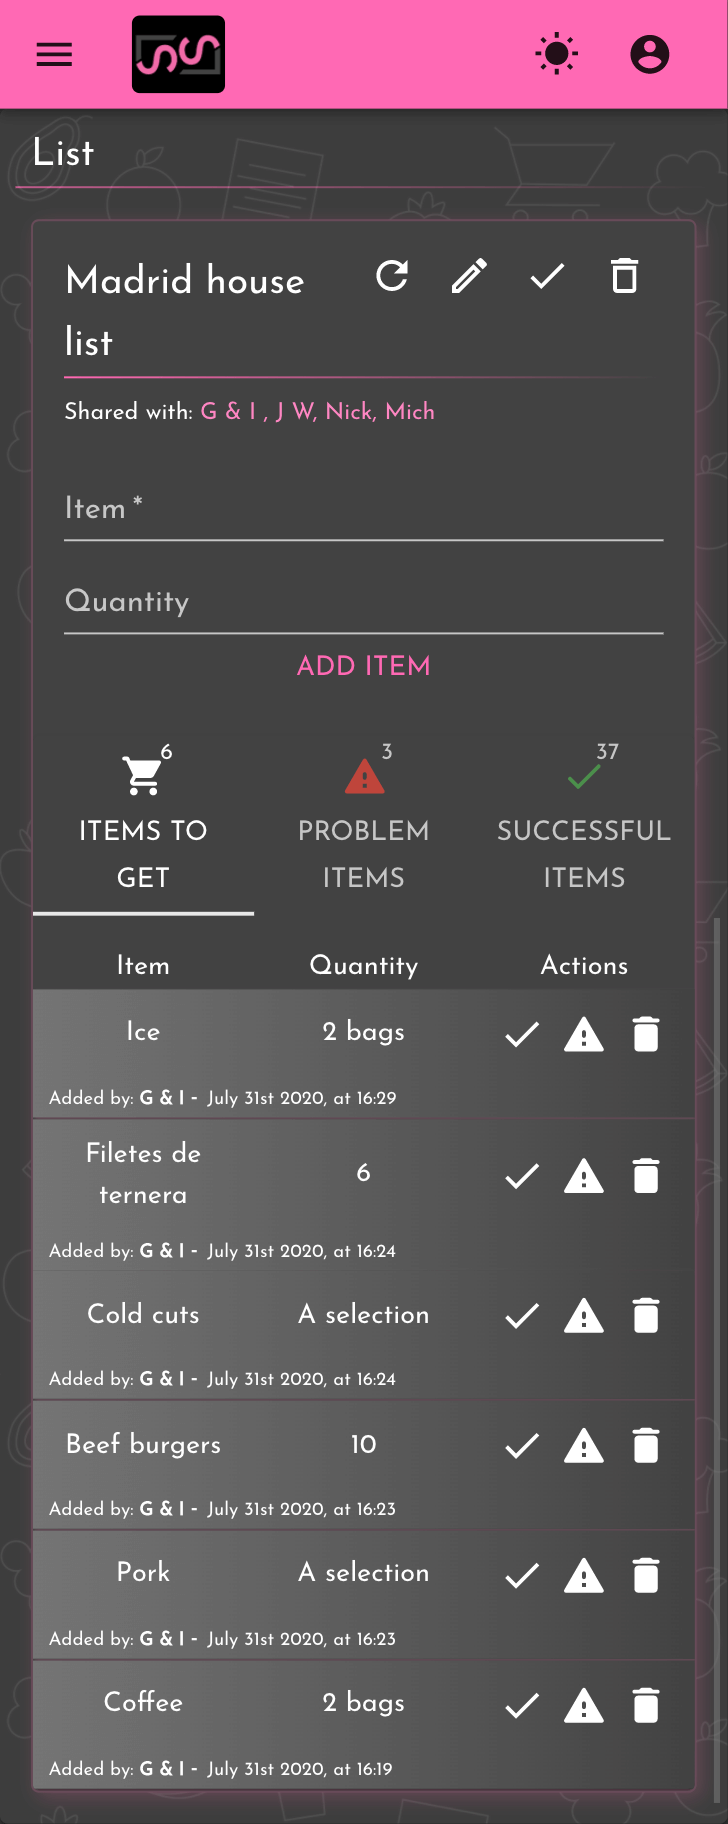 SS
List
Madrid house
list
Shared with: G & I , J W, Nick, Mich
Item *
Quantity
ADD ITEM
6
3
37
ITEMS TO
GET
PROBLEM
ITEMS
SUCCESSFUL
ITEMS
Item Quantity Actions
Ice 2 bags
Added by: G & I - July 31st 2020, at 16:29
Filetes de
ternera
6
Added by: G & I - July 31st 2020, at 16:24
Cold cuts A selection
Added by: G & I - July 31st 2020, at 16:24
Beef burgers 10
Added by: G & I - July 31st 2020, at 16:23
Pork A selection
Added by: G & I - July 31st 2020, at 16:23
Coffee 2 bags
Added by: G & I - July 31st 2020, at 16:19